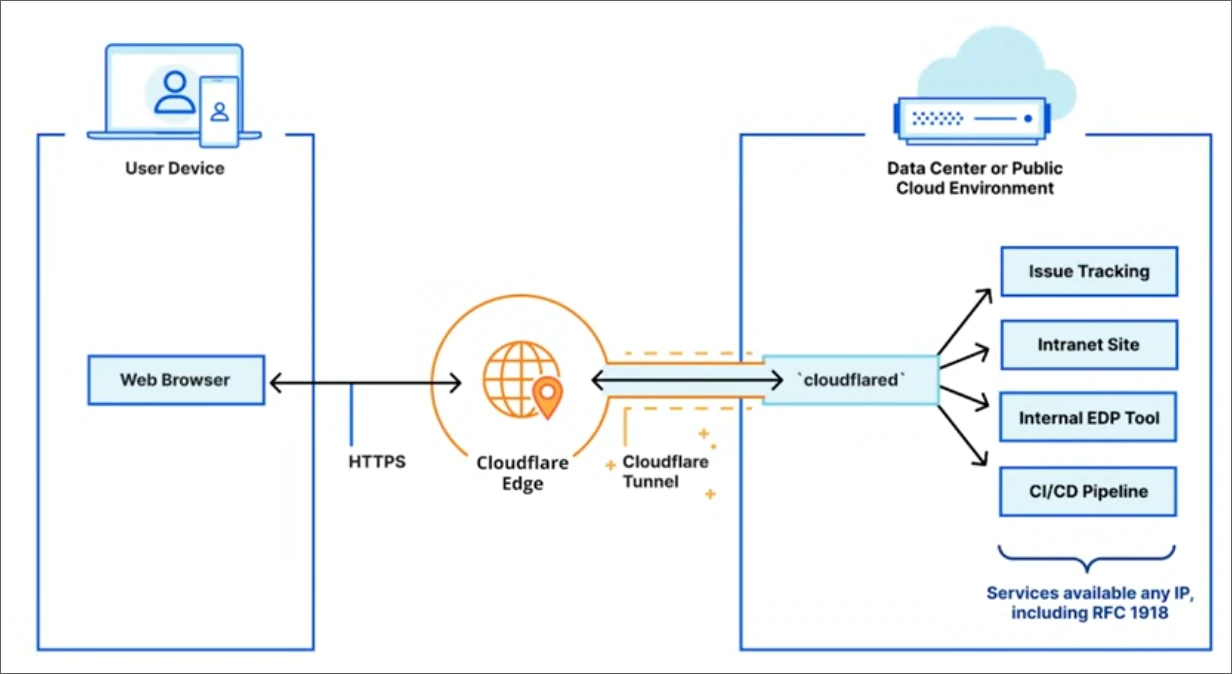 User Device
Data Center or Public
Cloud Environment
Issue Tracking
Intranet Site
Web Browser
`cloudflared`
Internal EDP Tool
HTTPS
Cloudflare
Edge
Cloudflare
Tunnel
CI/CD Pipeline
Services available any IP,
including RFC 1918